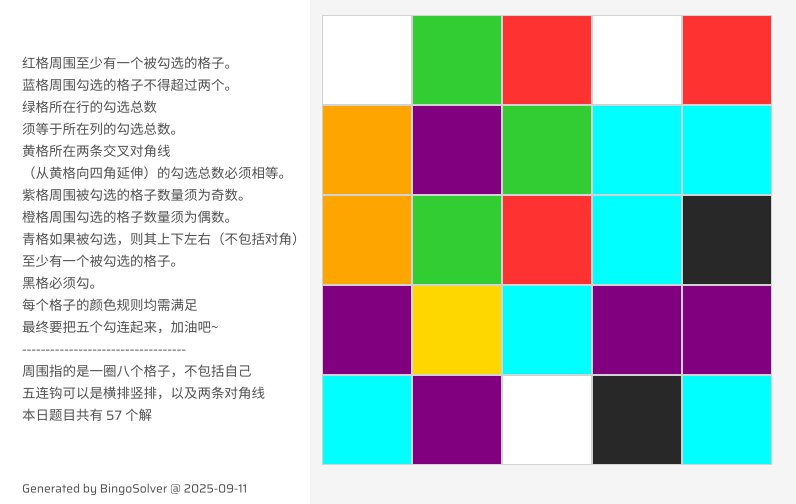 红格周围至少有一个被勾选的格子。
蓝格周围勾选的格子不得超过两个。
绿格所在行的勾选总数
须等于所在列的勾选总数。
黄格所在两条交叉对角线
（从黄格向四角延伸）的勾选总数必须相等。
紫格周围被勾选的格子数量须为奇数。
橙格周围勾选的格子数量须为偶数。
青格如果被勾选，则其上下左右（不包括对角）
至少有一个被勾选的格子。
黑格必须勾。
每个格子的颜色规则均需满足
最终要把五个勾连起来，加油吧~
----------------------------------
周围指的是一圈八个格子，不包括自己
五连钩可以是横排竖排，以及两条对角线
本日题目共有 57 个解
Generated by BingoSolver @ 2025-09-11